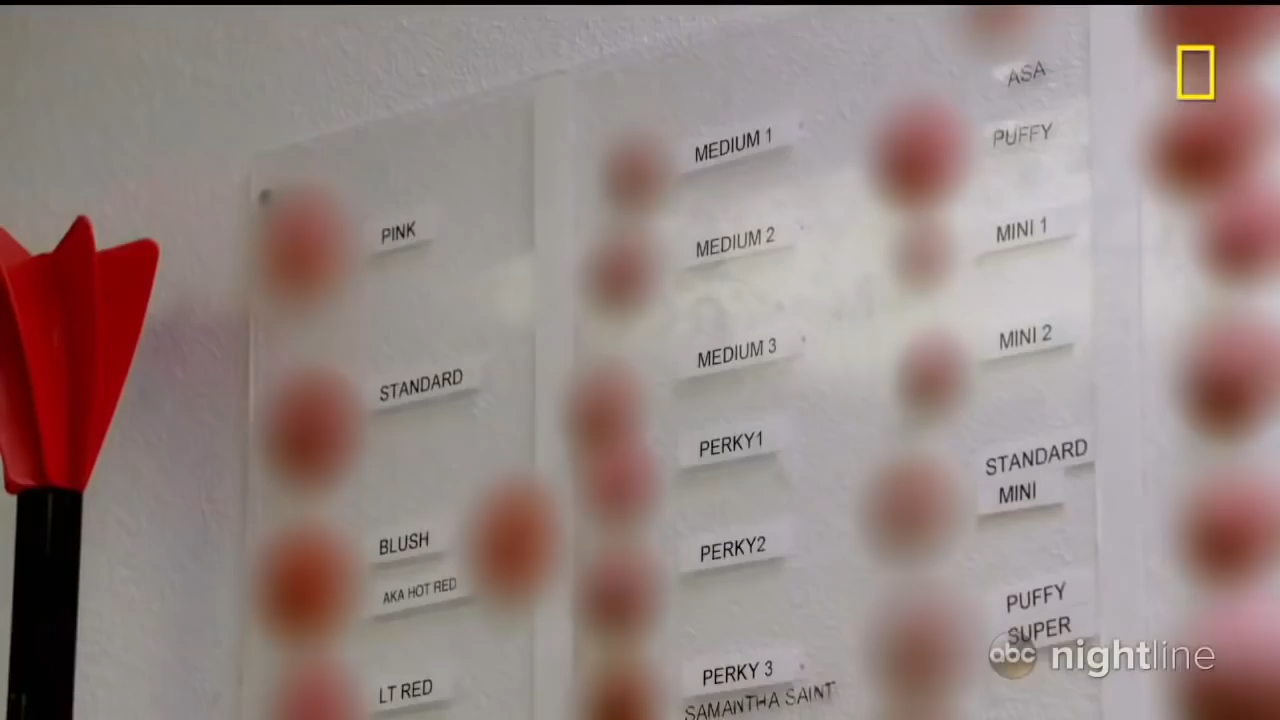 PINK
STANDARD
BLUSH
AKA HOT RED
LT RED
MEDIUM 1
MEDIUM 2
MEDIUM 3
PERKY1
PERKY2
PERKY 3
SAMANTHA SAINT
ASA
PUFFY
MINI 1
MINI 2
STANDARD
MINI
PUFFY
SUPER
abc nightline